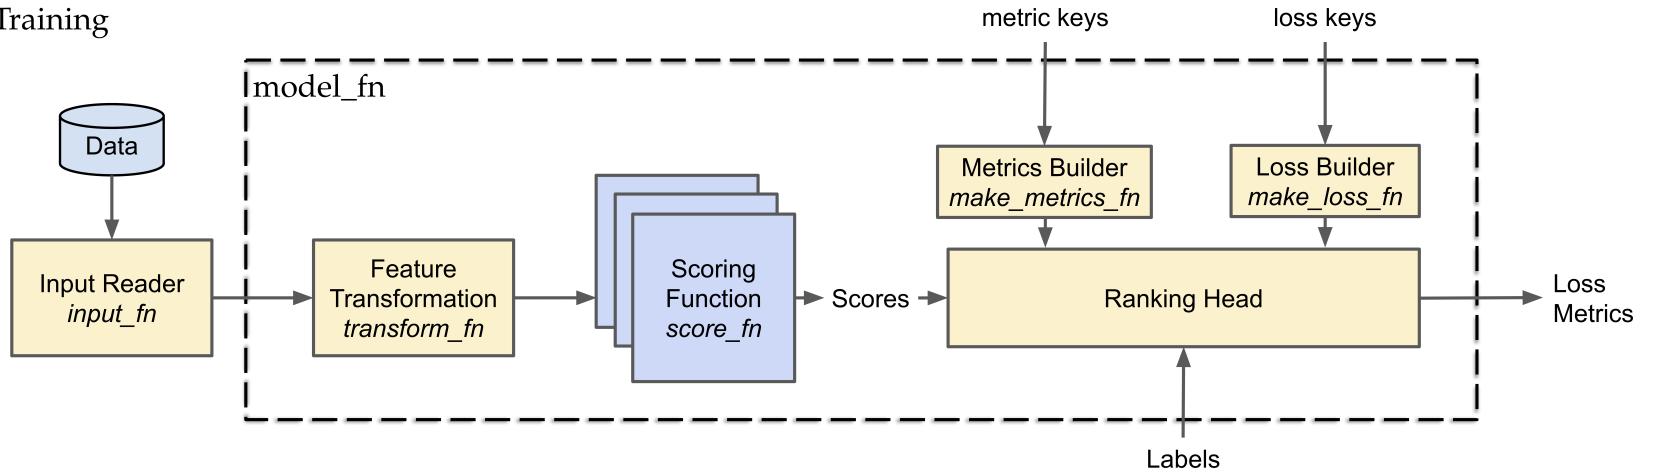 Training
metric keys
loss keys
model_fn
Data
Metrics Builder
make_metrics_fn
Loss Builder
make_loss_fn
Input Reader
input_fn
Feature
Transformation
transform_fn
Scoring
Function
score_fn
Scores
Ranking Head
Loss
Metrics
Labels